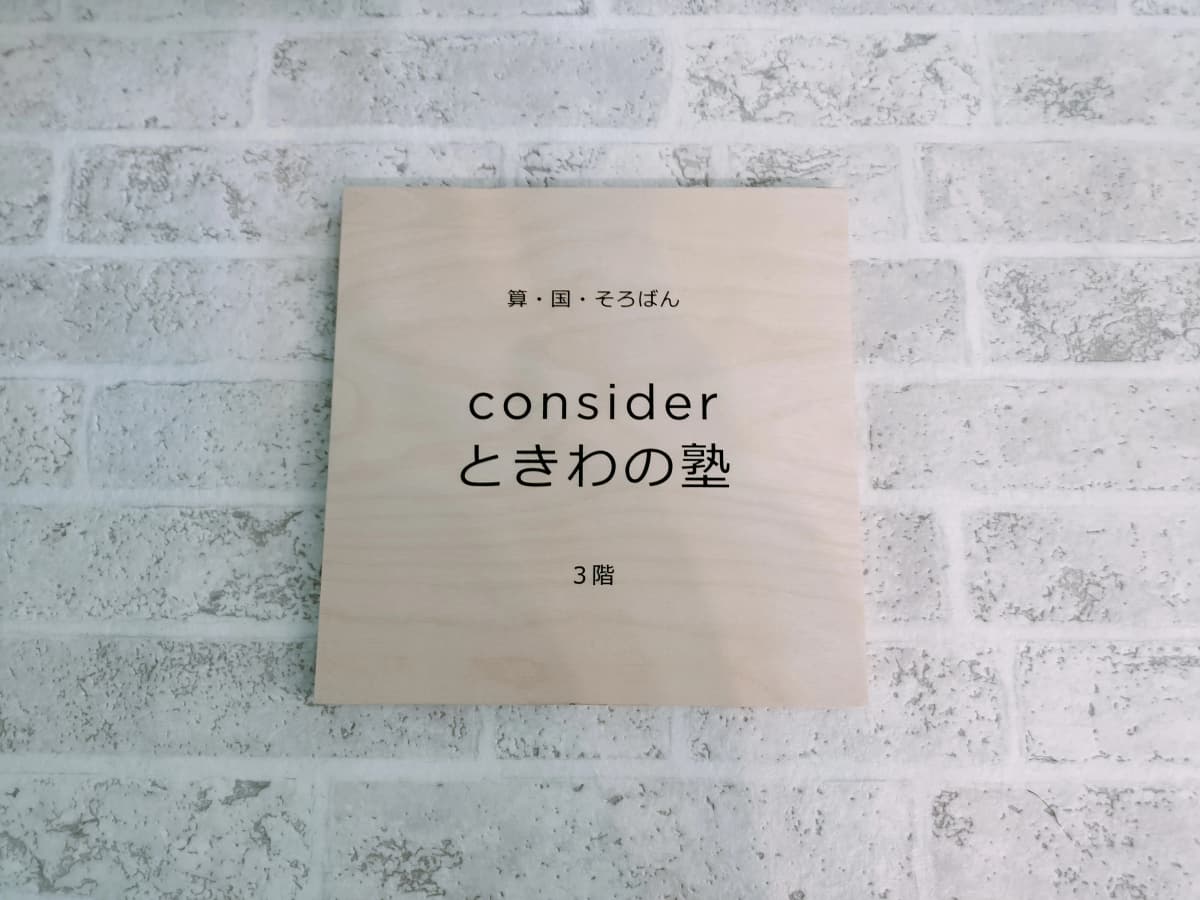 算・国・そろばん
consider
ときわの塾
3階